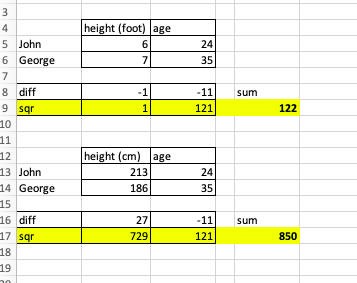 3
4 height (foot) age
5 John 6 24
6 George 7 35
7
8 diff -1 -11 sum
9 sqr 1 121 122
10
11
12 height (cm) age
13 John 213 24
14 George 186 35
15
16 diff 27 -11 sum
17 sqr 729 121 850
18
19